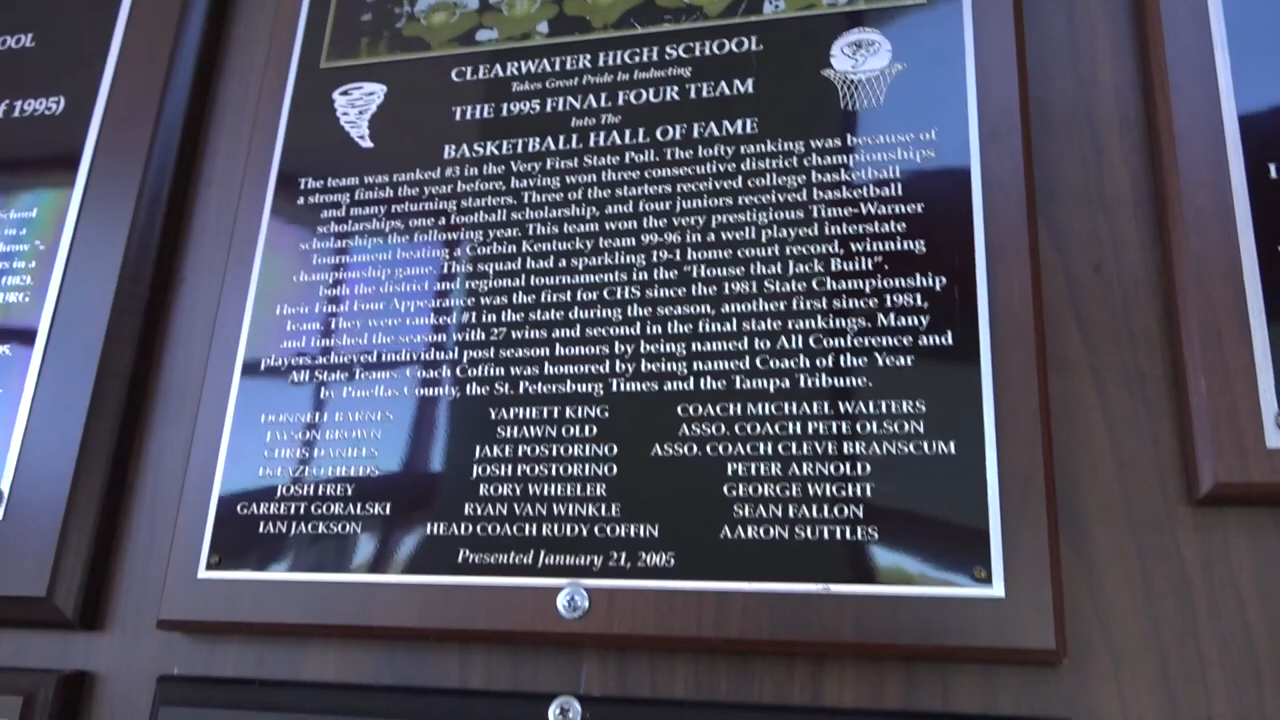 OOL
f 1995)
School
in a
throw "-
rs in a
(102).
URG
CLEARWATER HIGH SCHOOL
Takes Great Pride In Inducting
THE 1995 FINAL FOUR TEAM
Into The
BASKETBALL HALL OF FAME
The team was ranked #3 in the Very First State Poll. The lofty ranking was because of
a strong finish the year before, having won three consecutive district championships
and many returning starters. Three of the starters received college basketball
scholarships, one a football scholarship, and four juniors received basketball
scholarships the following year. This team won the very prestigious Time-Warner
Tournament beating a Corbin Kentucky team 99-96 in a well played interstate
championship game. This squad had a sparkling 19-1 home court record, winning
both the district and regional tournaments in the "House that Jack Built".
Their Final Four Appearance was the first for CHS since the 1981 State Championship
Team. They were ranked #1 in the state during the season, another first since 1981,
and finished the season with 27 wins and second in the final state rankings. Many
players achieved individual post season honors by being named to All Conference and
All State Teams. Coach Coffin was honored by being named Coach of the Year
by Pinellas County, the St. Petersburg Times and the Tampa Tribune.
DONNELL BARNES YAPHETT KING COACH MICHAEL WALTERS
JAYSON BROWN SHAWN OLD ASSO. COACH PETE OLSON
CHRIS DANIELS JAKE POSTORINO ASSO. COACH CLEVE BRANSCUM
FIELDS JOSH POSTORINO PETER ARNOLD
JOSH FREY RORY WHEELER GEORGE WIGHT
GARRETT GORALSKI RYAN VAN WINKLE SEAN FALLON
IAN JACKSON HEAD COACH RUDY COFFIN AARON SUTTLES
Presented January 21, 2005